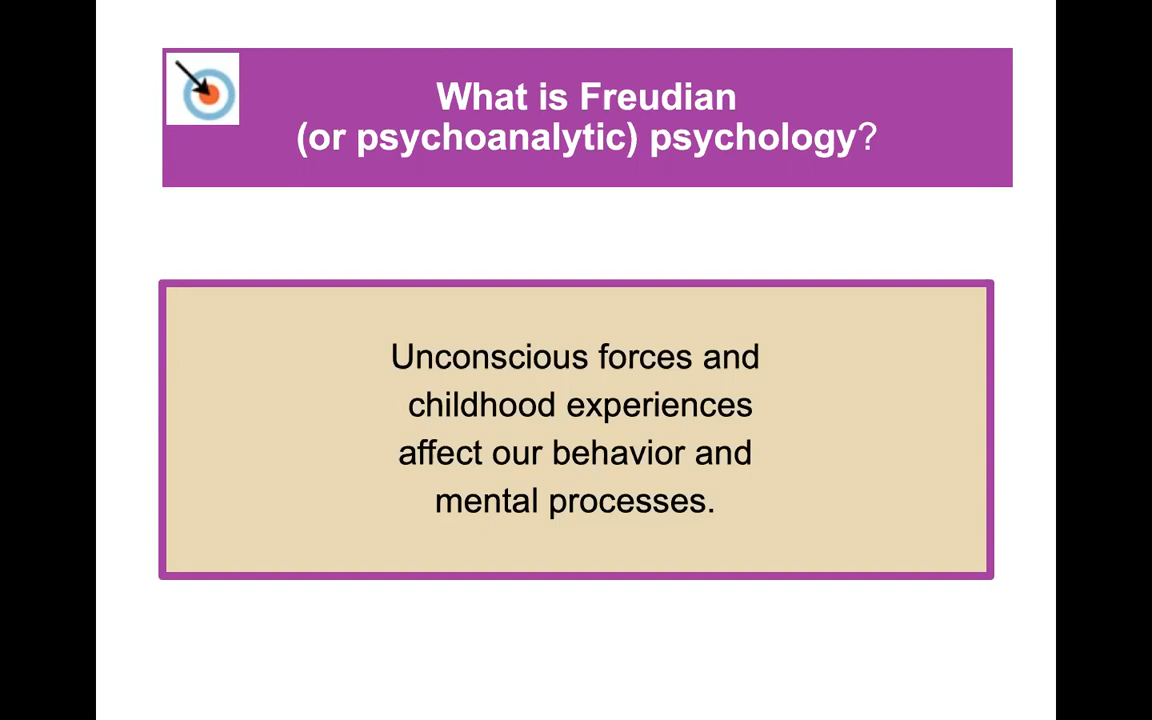 What is Freudian
(or psychoanalytic) psychology?
Unconscious forces and
childhood experiences
affect our behavior and
mental processes.